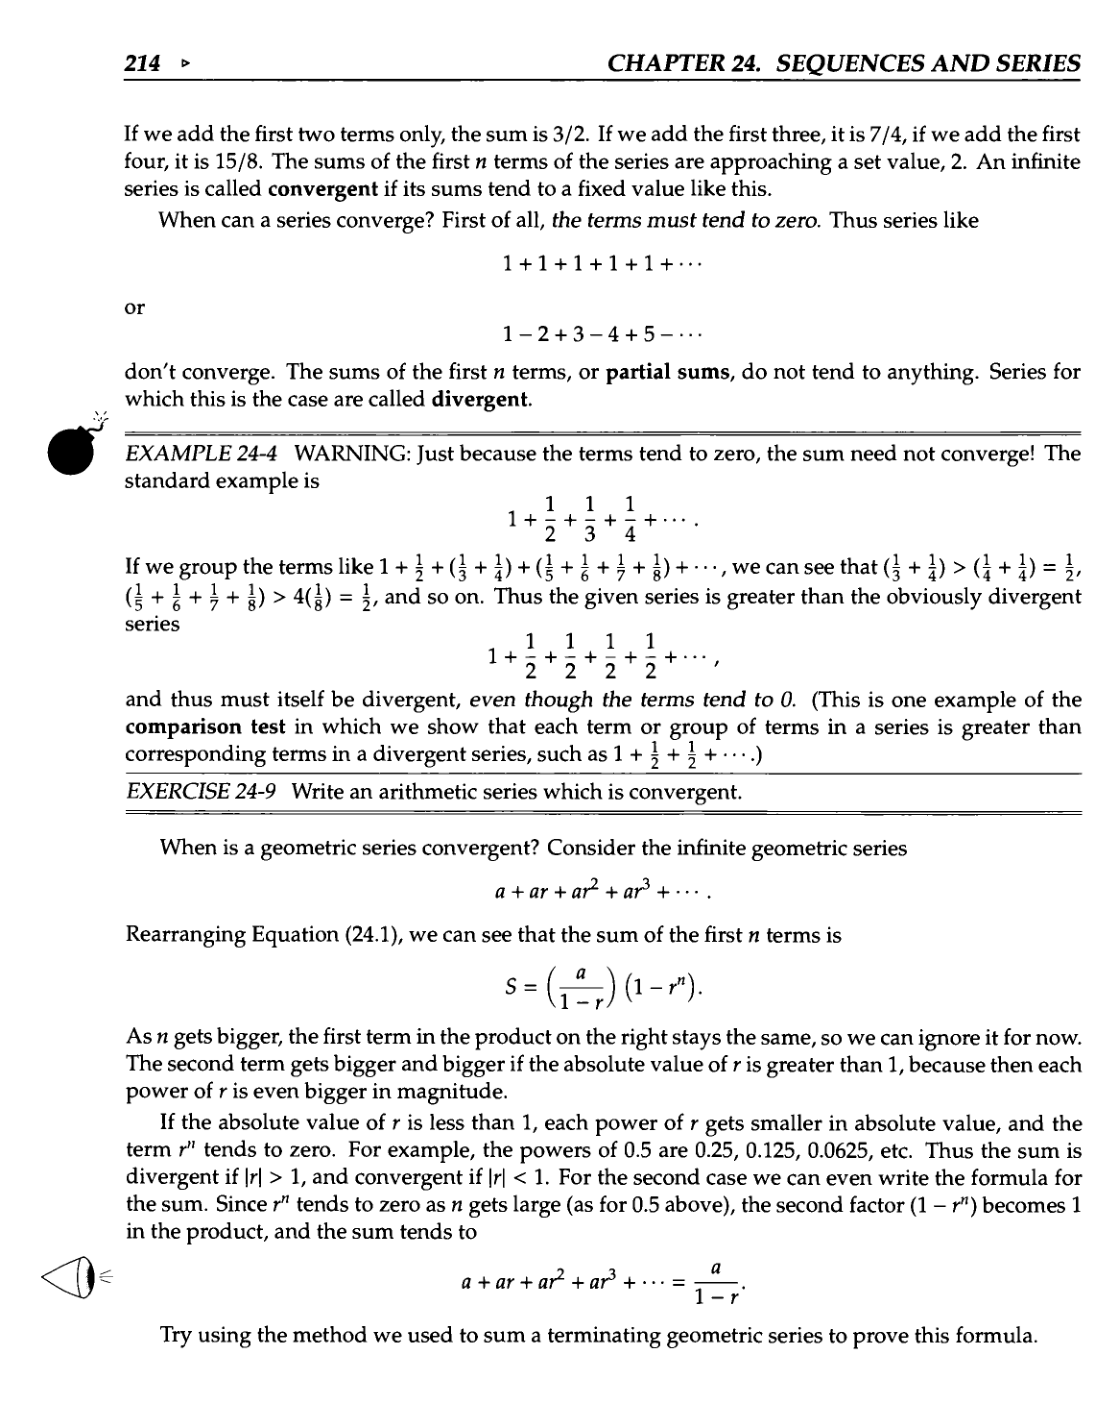 214 ▹ CHAPTER 24. SEQUENCES AND SERIES
If we add the first two terms only, the sum is 3/2. If we add the first three, it is 7/4, if we add the first
four, it is 15/8. The sums of the first n terms of the series are approaching a set value, 2. An infinite
series is called convergent if its sums tend to a fixed value like this.
When can a series converge? First of all, the terms must tend to zero. Thus series like
1 + 1 + 1 + 1 + 1 + ⋯
or
1 − 2 + 3 − 4 + 5 − ⋯
don't converge. The sums of the first n terms, or partial sums, do not tend to anything. Series for
which this is the case are called divergent.
EXAMPLE 24-4 WARNING: Just because the terms tend to zero, the sum need not converge! The
standard example is
1 + 1/2 + 1/3 + 1/4 + ⋯ .
If we group the terms like 1 + 1/2 + (1/3 + 1/4) + (1/5 + 1/6 + 1/7 + 1/8) + ⋯, we can see that (1/3 + 1/4) > (1/4 + 1/4) = 1/2,
(1/5 + 1/6 + 1/7 + 1/8) > 4(1/8) = 1/2, and so on. Thus the given series is greater than the obviously divergent
series
1 + 1/2 + 1/2 + 1/2 + 1/2 + ⋯ ,
and thus must itself be divergent, even though the terms tend to 0. (This is one example of the
comparison test in which we show that each term or group of terms in a series is greater than
corresponding terms in a divergent series, such as 1 + 1/2 + 1/2 + ⋯.)
EXERCISE 24-9 Write an arithmetic series which is convergent.
When is a geometric series convergent? Consider the infinite geometric series
a + ar + ar² + ar³ + ⋯ .
Rearranging Equation (24.1), we can see that the sum of the first n terms is
S = (a/(1 − r)) (1 − rⁿ).
As n gets bigger, the first term in the product on the right stays the same, so we can ignore it for now.
The second term gets bigger and bigger if the absolute value of r is greater than 1, because then each
power of r is even bigger in magnitude.
If the absolute value of r is less than 1, each power of r gets smaller in absolute value, and the
term rⁿ tends to zero. For example, the powers of 0.5 are 0.25, 0.125, 0.0625, etc. Thus the sum is
divergent if |r| > 1, and convergent if |r| < 1. For the second case we can even write the formula for
the sum. Since rⁿ tends to zero as n gets large (as for 0.5 above), the second factor (1 − rⁿ) becomes 1
in the product, and the sum tends to
a + ar + ar² + ar³ + ⋯ = a/(1 − r).
Try using the method we used to sum a terminating geometric series to prove this formula.